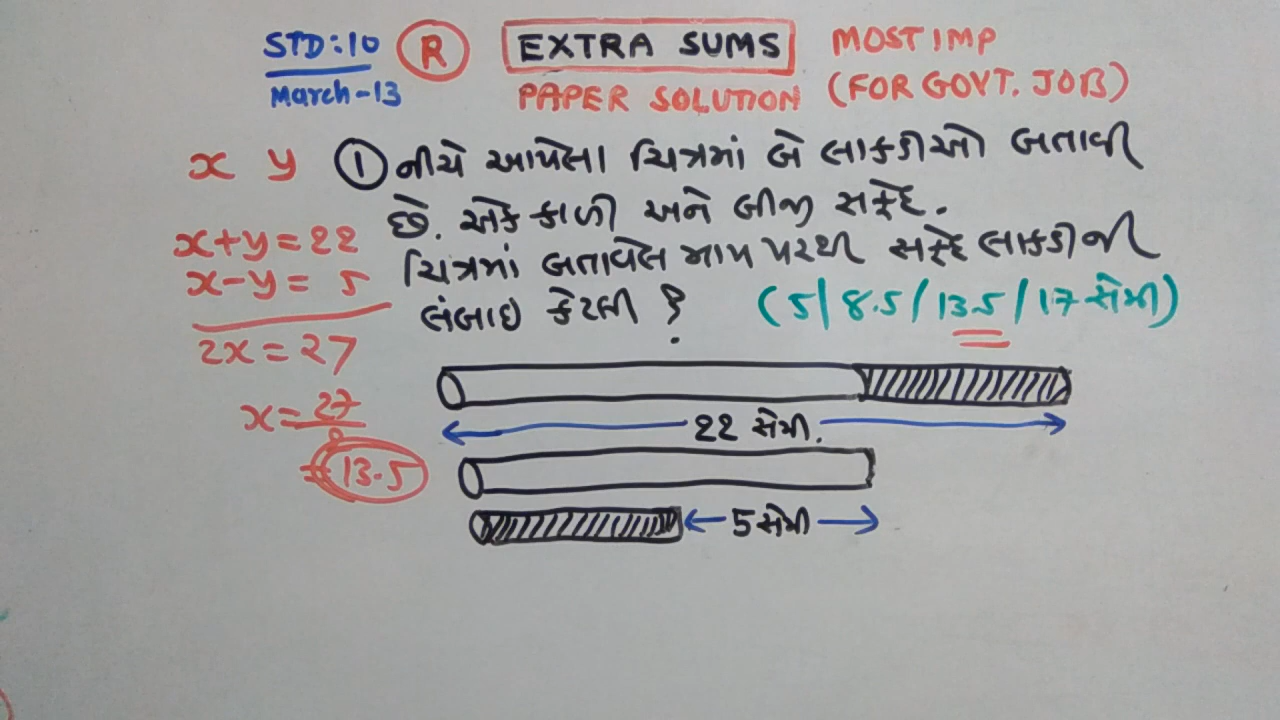 STD:10 R EXTRA SUMS MOST IMP
March-13 PAPER SOLUTION (FOR GOVT. JOB)
x y ① નીચે આપેલા ચિત્રમાં બે લાકડીઓ બતાવી
છે. એક કાળી અને બીજી સફેદ.
x+y=22
ચિત્રમાં બતાવેલ માપ પરથી સફેદ લાકડીની
x-y= 5
લંબાઇ કેટલી ? (5/8.5/13.5/17 સેમી)
2x=27
x=27/2
22 સેમી.
=13.5
5 સેમી